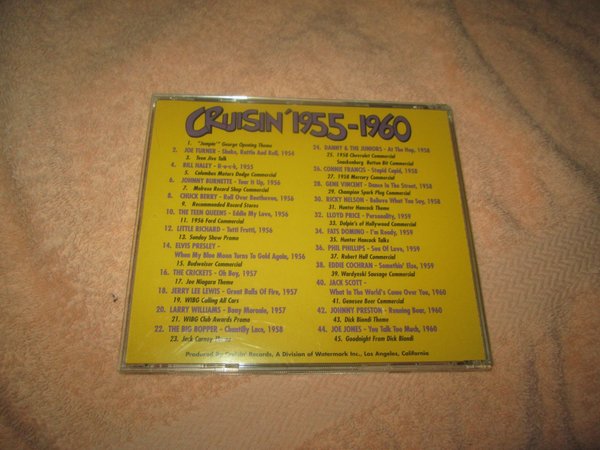 CRUISIN' 1955-1960
1. "Jumpin" George Opening Theme
2. JOE TURNER - Shake, Rattle And Roll, 1954
3. Teen Jive Talk
4. BILL HALEY - R-o-c-k, 1955
5. Columbus Motors Dodge Commercial
6. JOHNNY BURNETTE - Tear It Up, 1956
7. Melrose Record Shop Commercial
8. CHUCK BERRY - Roll Over Beethoven, 1956
9. Recommended Record Stores
10. THE TEEN QUEENS - Eddie My Love, 1956
11. 1956 Ford Commercial
12. LITTLE RICHARD - Tutti Frutti, 1956
13. Sunday Show Promo
14. ELVIS PRESLEY -
When My Blue Moon Turns To Gold Again, 1956
15. Budweiser Commercial
16. THE CRICKETS - Oh Boy, 1957
17. Joe Niagara Theme
18. JERRY LEE LEWIS - Great Balls Of Fire, 1957
19. WIBG Calling All Cars
20. LARRY WILLIAMS - Bony Moronie, 1957
21. WIBG Club Awards Promo
22. THE BIG BOPPER - Chantilly Lace, 1958
23. Jack Carney
24. DANNY & THE JUNIORS - At The Hop, 1958
25. 1958 Chevrolet Commercial
Snackenborg Button Bit Commercial
26. CONNIE FRANCIS - Stupid Cupid, 1958
27. 1958 Mercury Commercial
28. GENE VINCENT - Dance In The Street, 1958
29. Champion Spark Plug Commercial
30. RICKY NELSON - Believe What You Say, 1958
31. Hunter Hancock Theme
32. LLOYD PRICE - Personality, 1959
33. Dolpin's of Hollywood Commercial
34. FATS DOMINO - I'm Ready, 1959
35. Hunter Hancock Talks
36. PHIL PHILLIPS - Sea Of Love, 1959
37. Robert Hall Commercial
38. EDDIE COCHRAN - Somethin' Else, 1959
39. Wardynski Sausage Commercial
40. JACK SCOTT -
What In The World's Come Over You, 1960
41. Genesee Beer Commercial
42. JOHNNY PRESTON - Running Bear, 1960
43. Dick Biondi Theme
44. JOE JONES - You Talk Too Much, 1960
45. Goodnight From Dick Biondi
Produced By Cruisin' Records, A Division of Watermark Inc., Los Angeles, California